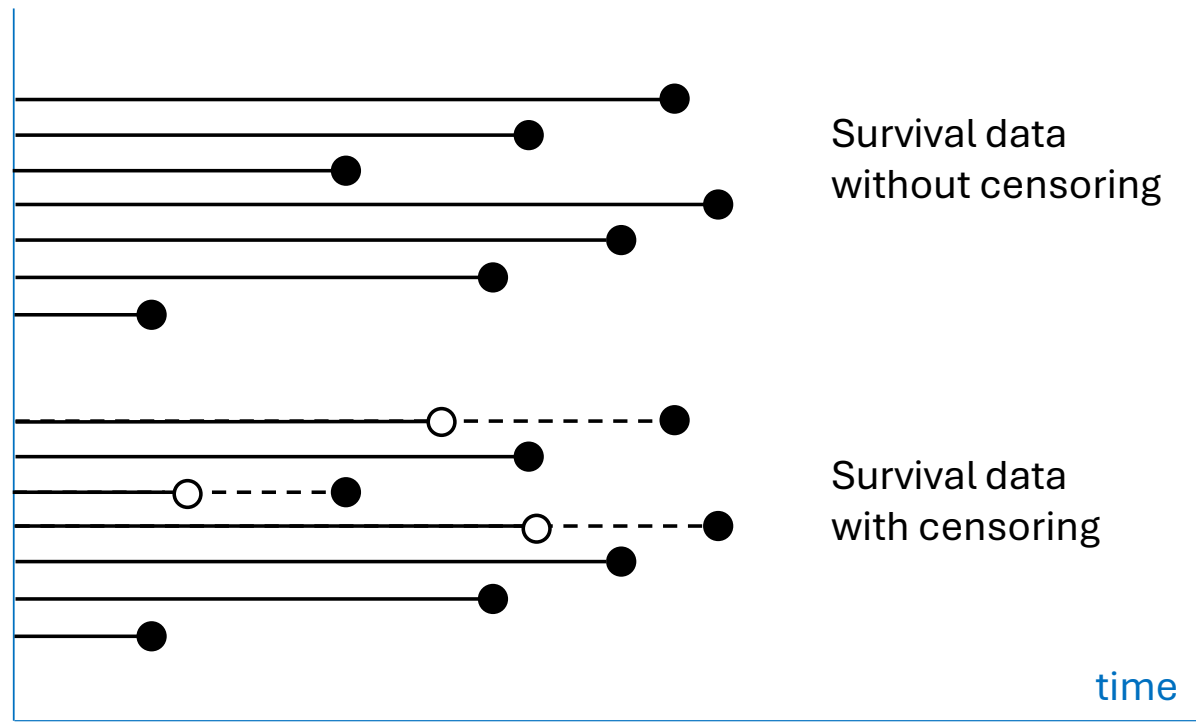 Survival data
without censoring
Survival data
with censoring
time